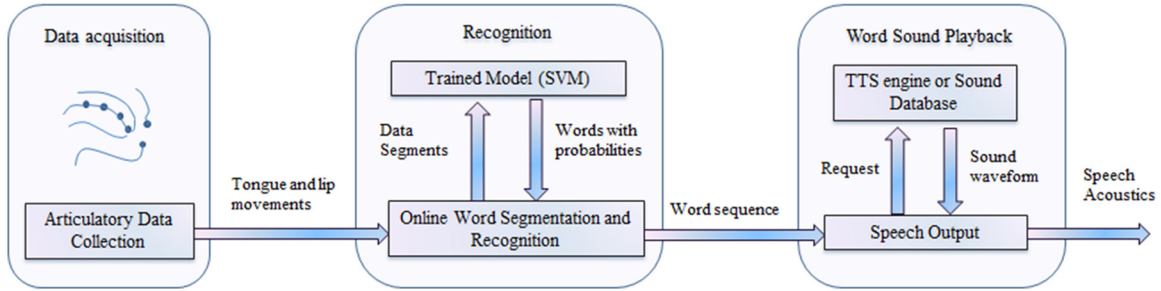 Data acquisition
Articulatory Data
Collection
Tongue and lip
movements
Recognition
Trained Model (SVM)
Data
Segments
Words with
probabilities
Online Word Segmentation and
Recognition
Word sequence
Word Sound Playback
TTS engine or Sound
Database
Request
Sound
waveform
Speech Output
Speech
Acoustics